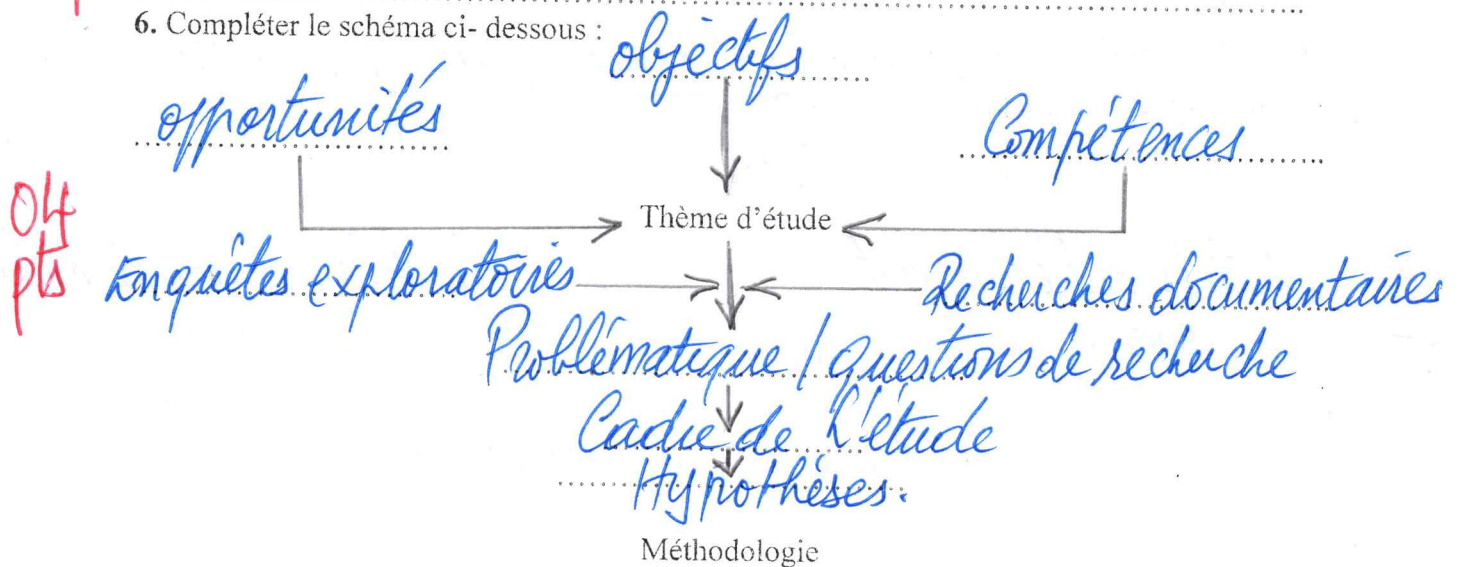 6. Compléter le schéma ci- dessous :
objectifs
opportunités
Compétences
04
pts
Thème d'étude
Enquêtes exploratoires
Recherches documentaires
Problématique / questions de recherche
Cadre de L'étude
Hypothèses.
Méthodologie